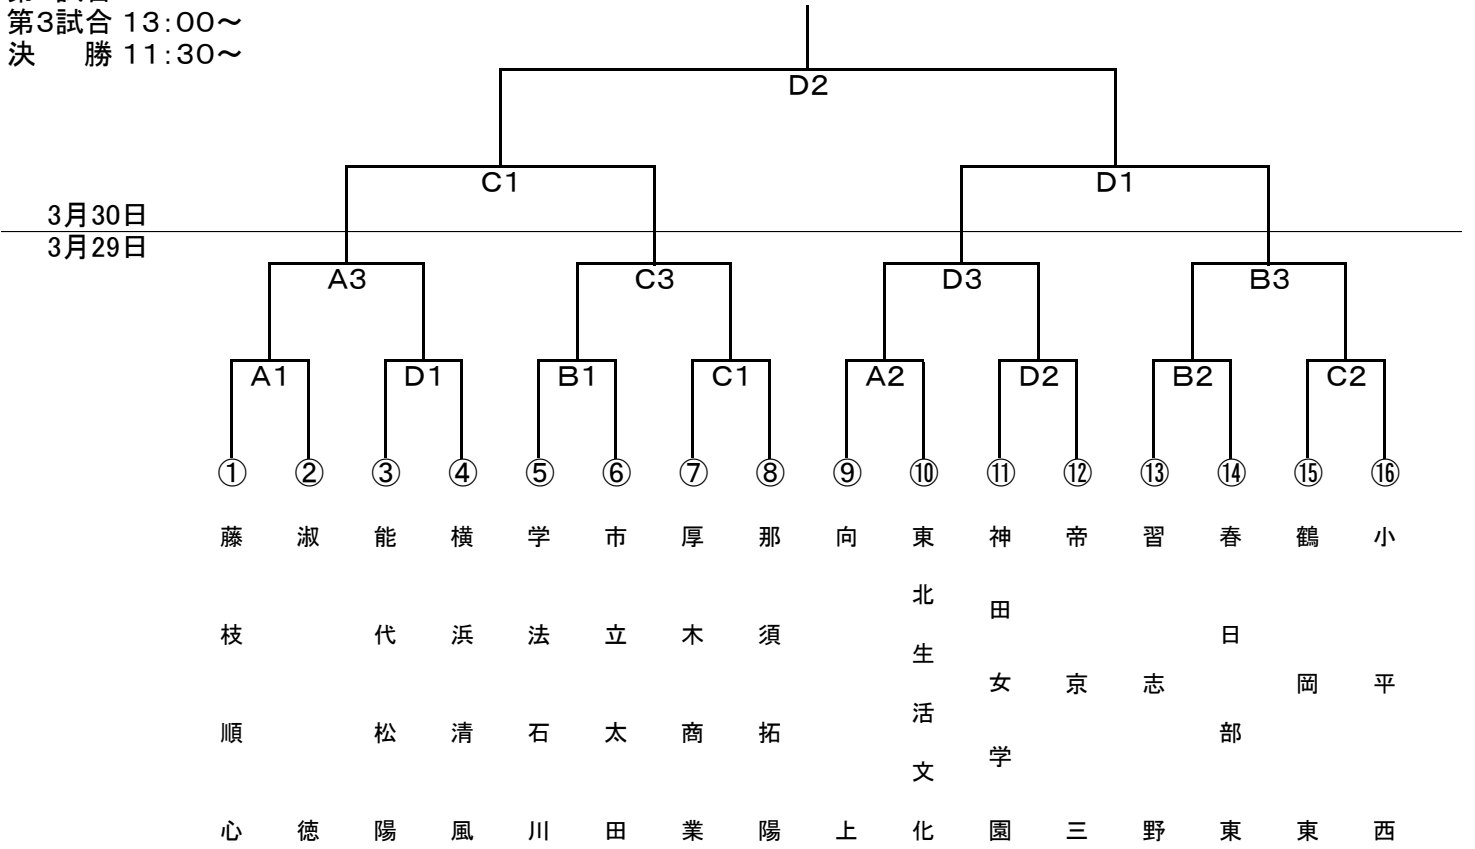 第3試合 13:00～
決　勝 11:30～
D2
C1
D1
3月30日
3月29日
A3
C3
D3
B3
A1
D1
B1
C1
A2
D2
B2
C2
①
②
③
④
⑤
⑥
⑦
⑧
⑨
⑩
⑪
⑫
⑬
⑭
⑮
⑯
藤枝順心
淑徳
能代松陽
横浜清風
学法石川
市立太田
厚木商業
那須拓陽
向上
東北生活文化
神田女学園
帝京三
習志野
春日部東
鶴岡東
小平西